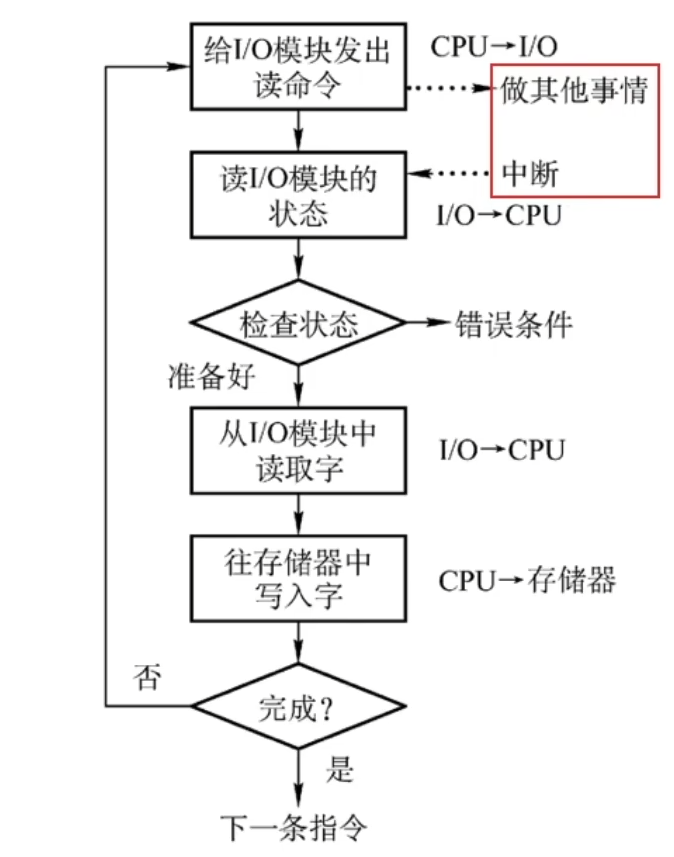 给I/O模块发出
读命令
CPU→I/O
做其他事情
读I/O模块的
状态
中断
I/O→CPU
检查状态
错误条件
准备好
从I/O模块中
读取字
I/O→CPU
往存储器中
写入字
CPU→存储器
否
完成?
是
下一条指令